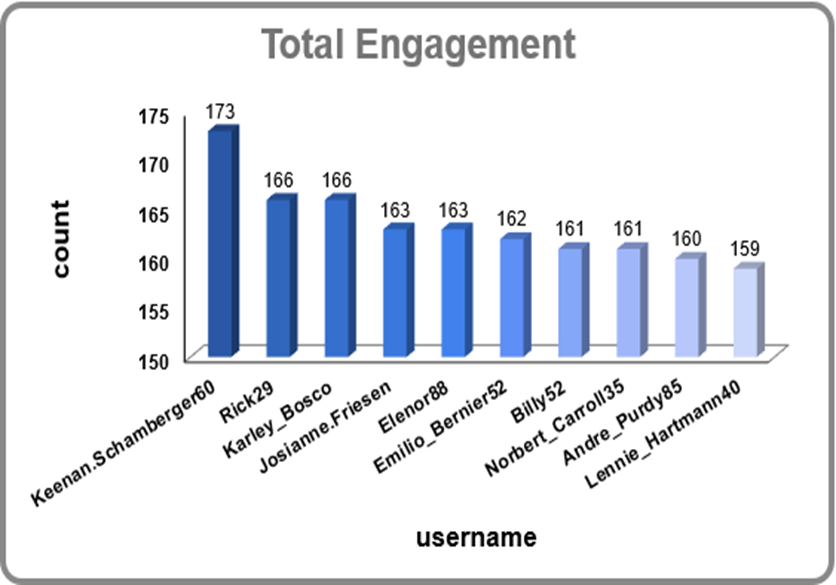 Total Engagement
count
175
170
165
160
155
150
173
166
166
163
163
162
161
161
160
159
Keenan.Schamberger60
Rick29
Karley_Bosco
Josianne.Friesen
Elenor88
Emilio_Bernier52
Billy52
Norbert_Carroll35
Andre_Purdy85
Lennie_Hartmann40
username